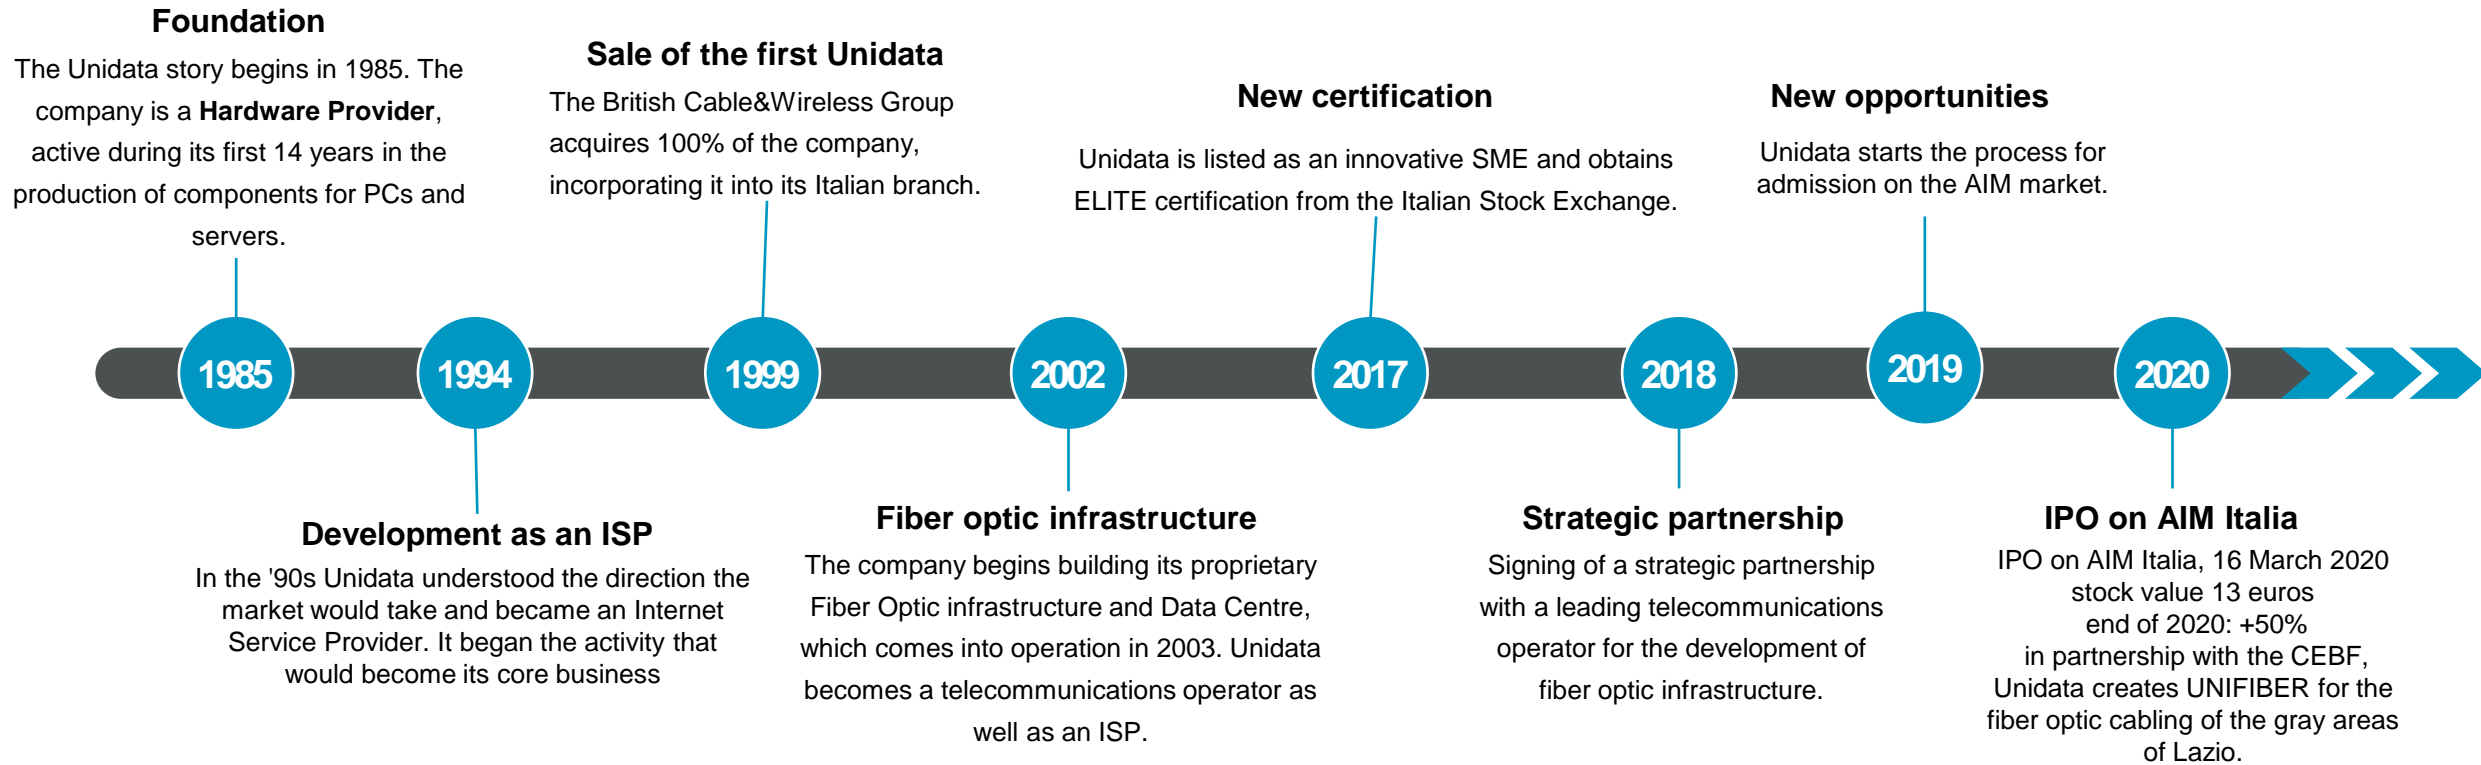 Foundation
The Unidata story begins in 1985. The
company is a Hardware Provider,
active during its first 14 years in the
production of components for PCs and
servers.
Sale of the first Unidata
The British Cable&Wireless Group
acquires 100% of the company,
incorporating it into its Italian branch.
New certification
Unidata is listed as an innovative SME and obtains
ELITE certification from the Italian Stock Exchange.
New opportunities
Unidata starts the process for
admission on the AIM market.
1985
1994
1999
2002
2017
2018
2019
2020
Development as an ISP
In the '90s Unidata understood the direction the
market would take and became an Internet
Service Provider. It began the activity that
would become its core business
Fiber optic infrastructure
The company begins building its proprietary
Fiber Optic infrastructure and Data Centre,
which comes into operation in 2003. Unidata
becomes a telecommunications operator as
well as an ISP.
Strategic partnership
Signing of a strategic partnership
with a leading telecommunications
operator for the development of
fiber optic infrastructure.
IPO on AIM Italia
IPO on AIM Italia, 16 March 2020
stock value 13 euros
end of 2020: +50%
in partnership with the CEBF,
Unidata creates UNIFIBER for the
fiber optic cabling of the gray areas
of Lazio.